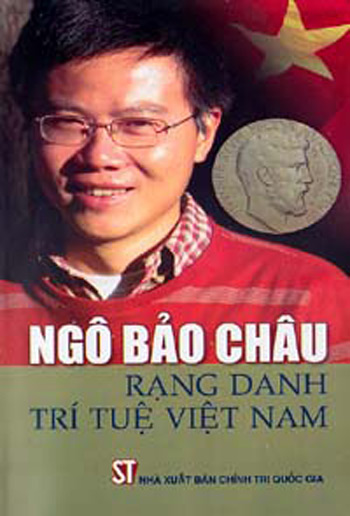 NGÔ BẢO CHÂU
RẠNG DANH
TRÍ TUỆ VIỆT NAM
ST NHÀ XUẤT BẢN CHÍNH TRỊ QUỐC GIA